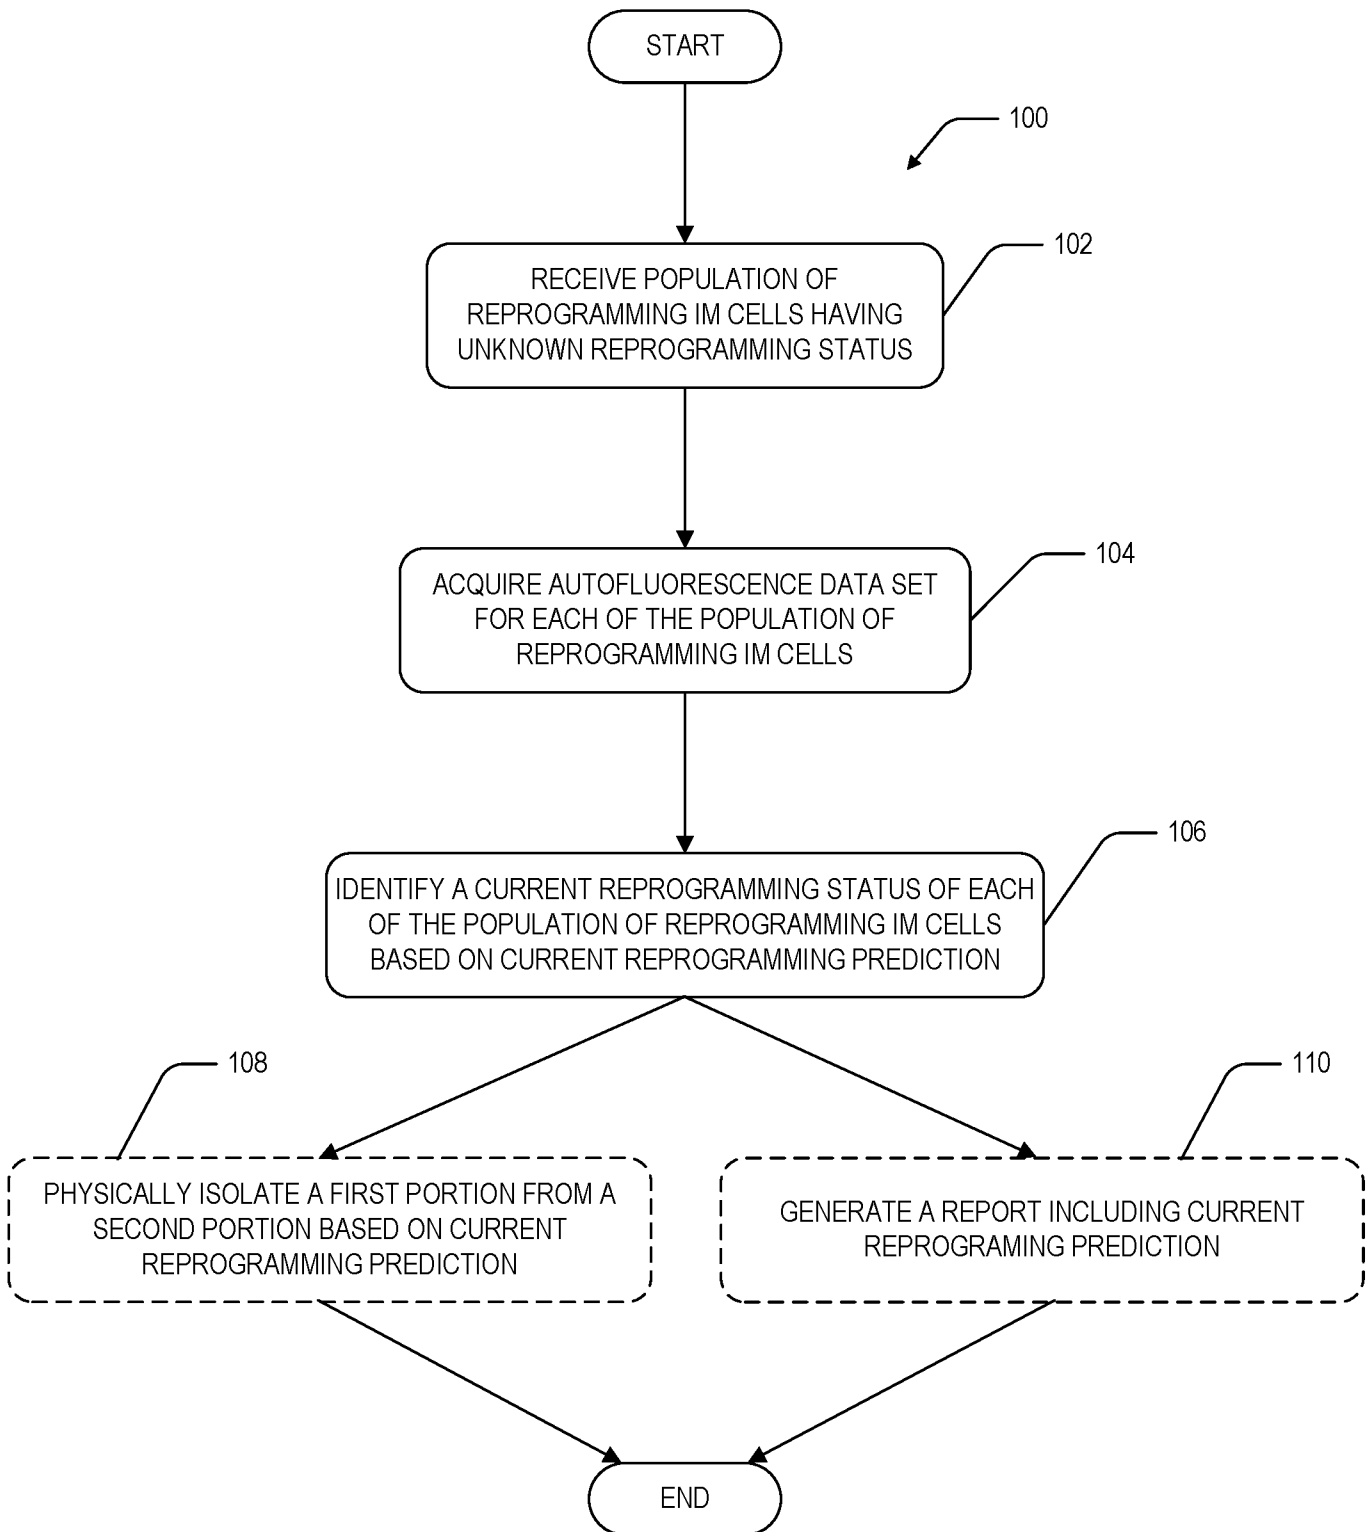 START
100
102
RECEIVE POPULATION OF
REPROGRAMMING IM CELLS HAVING
UNKNOWN REPROGRAMMING STATUS
104
ACQUIRE AUTOFLUORESCENCE DATA SET
FOR EACH OF THE POPULATION OF
REPROGRAMMING IM CELLS
106
IDENTIFY A CURRENT REPROGRAMMING STATUS OF EACH
OF THE POPULATION OF REPROGRAMMING IM CELLS
BASED ON CURRENT REPROGRAMMING PREDICTION
108
PHYSICALLY ISOLATE A FIRST PORTION FROM A
SECOND PORTION BASED ON CURRENT
REPROGRAMMING PREDICTION
110
GENERATE A REPORT INCLUDING CURRENT
REPROGRAMING PREDICTION
END